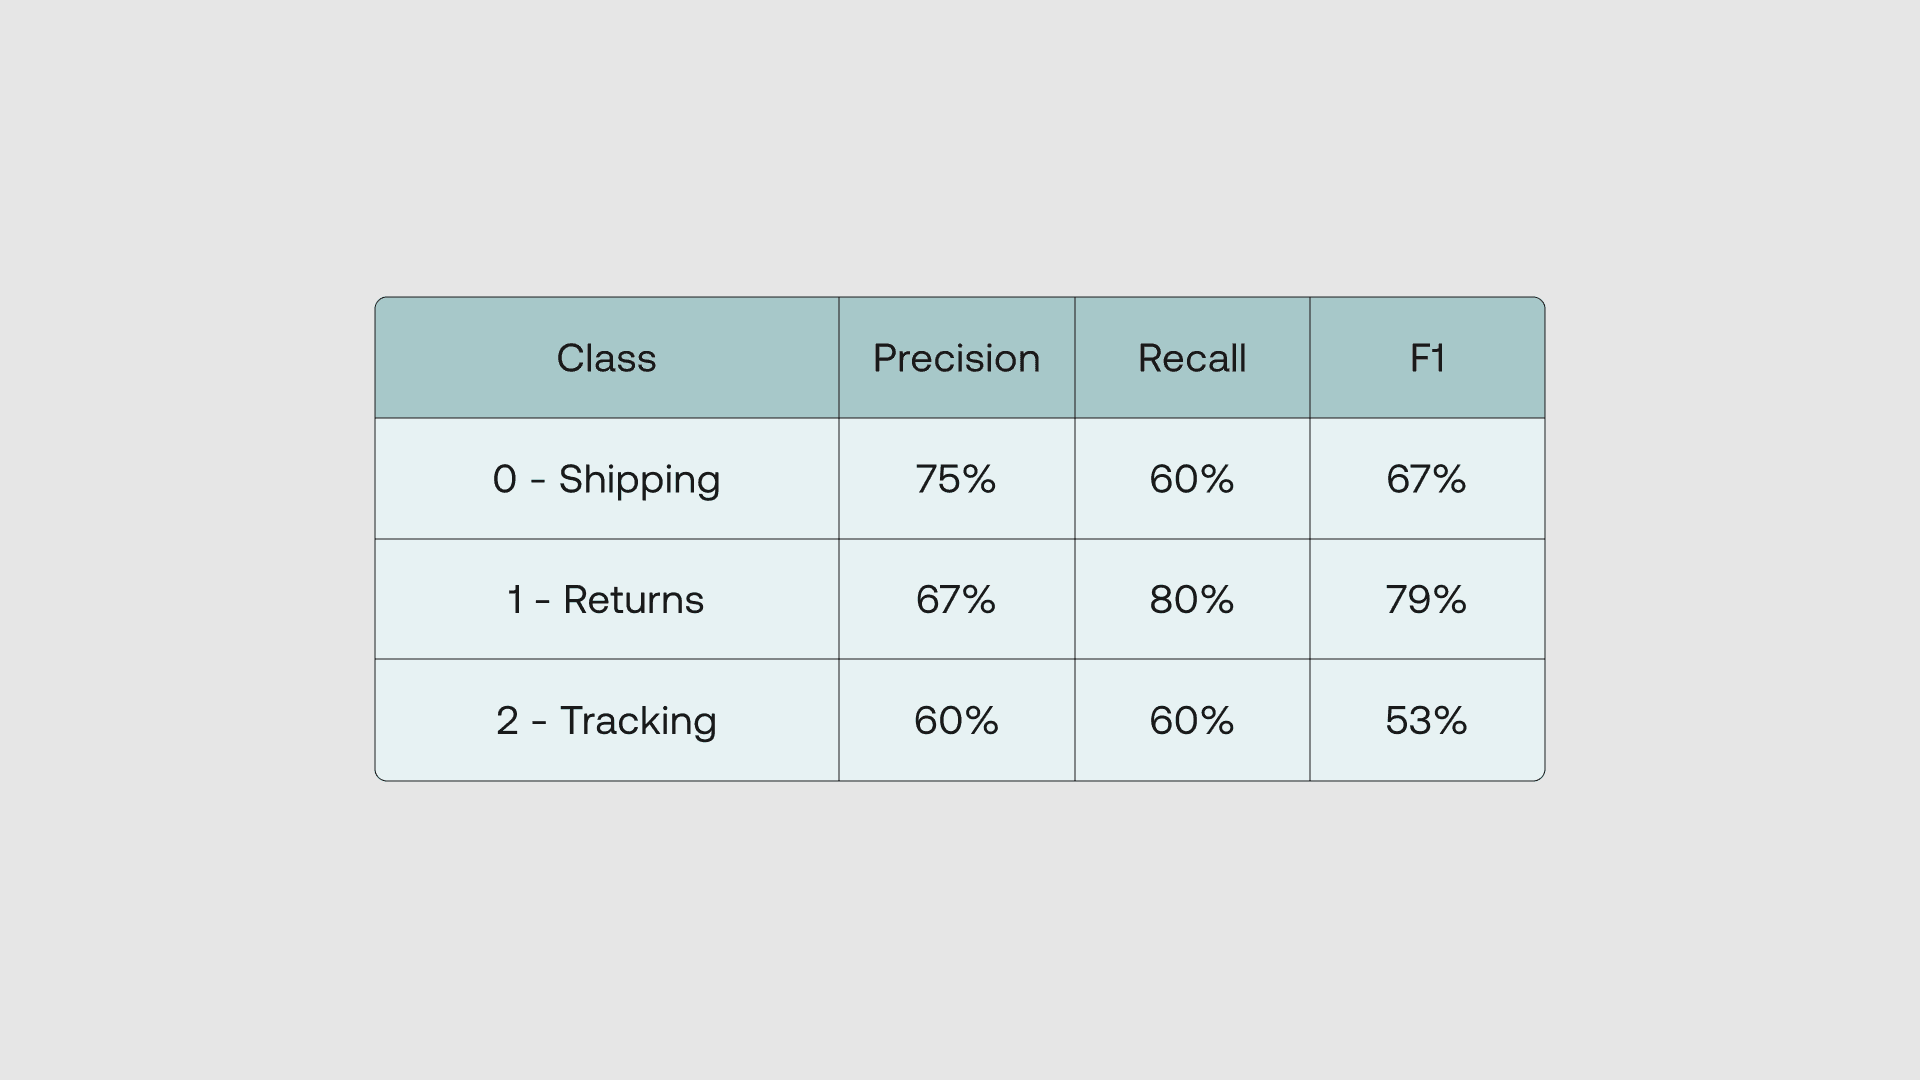 Class Precision Recall F1
0 - Shipping 75% 60% 67%
1 - Returns 67% 80% 79%
2 - Tracking 60% 60% 53%